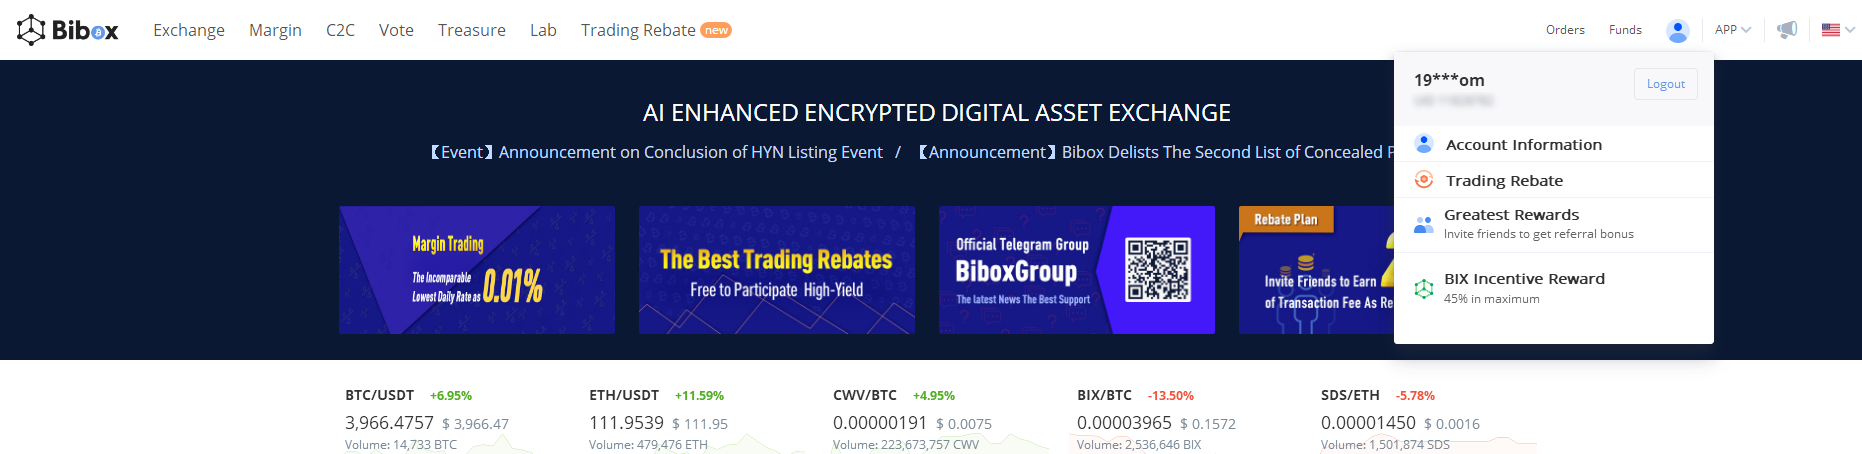 Bibox Exchange Margin C2C Vote Treasure Lab Trading Rebate new Orders Funds APP
19***om Logout
AI ENHANCED ENCRYPTED DIGITAL ASSET EXCHANGE
【Event】Announcement on Conclusion of HYN Listing Event / 【Announcement】Bibox Delists The Second List of Concealed P
Account Information
Trading Rebate
Greatest Rewards
Invite friends to get referral bonus
BIX Incentive Reward
45% in maximum
Margin Trading
The Incomparable
Lowest Daily Rate as 0.01%
The Best Trading Rebates
Free to Participate High-Yield
Official Telegram Group
BiboxGroup
The latest News The Best Support
Rebate Plan
Invite Friends to Earn
of Transaction Fee As Re
BTC/USDT +6.95%
3,966.4757 $ 3,966.47
Volume: 14,733 BTC
ETH/USDT +11.59%
111.9539 $ 111.95
Volume: 479,476 ETH
CWV/BTC +4.95%
0.00000191 $ 0.0075
Volume: 223,673,757 CWV
BIX/BTC -13.50%
0.00003965 $ 0.1572
Volume: 2,536,646 BIX
SDS/ETH -5.78%
0.00001450 $ 0.0016
Volume: 1,501,874 SDS